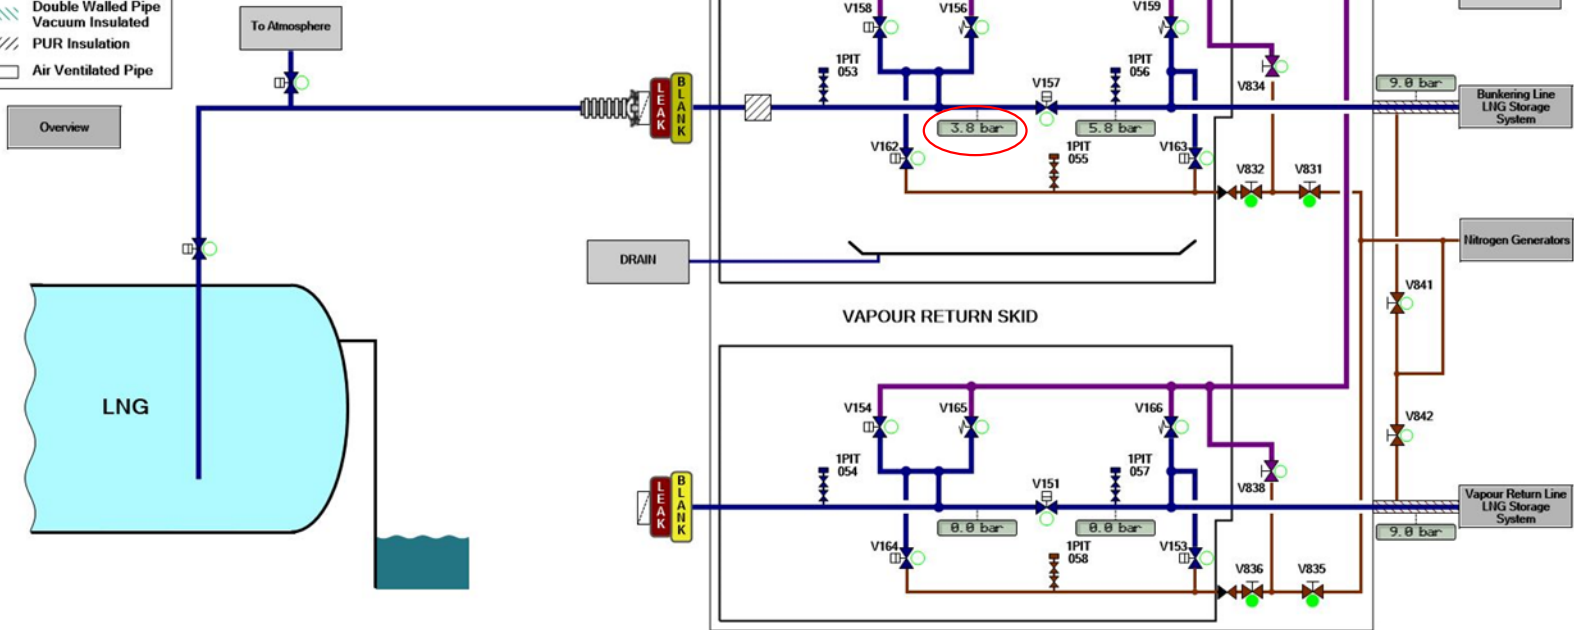 Double Walled Pipe
Vacuum Insulated
PUR Insulation
Air Ventilated Pipe
To Atmosphere
Overview
V158
V156
V159
1PIT
053
1PIT
056
V157
V834
LEAK
BLANK
9.0 bar
Bunkering Line
LNG Storage
System
3.8 bar
5.8 bar
V162
1PIT
055
V163
V832
V831
DRAIN
Nitrogen Generators
V841
VAPOUR RETURN SKID
LNG
V154
V165
V166
V842
1PIT
054
1PIT
057
V151
V838
LEAK
BLANK
Vapour Return Line
LNG Storage
System
0.0 bar
0.0 bar
9.0 bar
V164
1PIT
058
V153
V836
V835